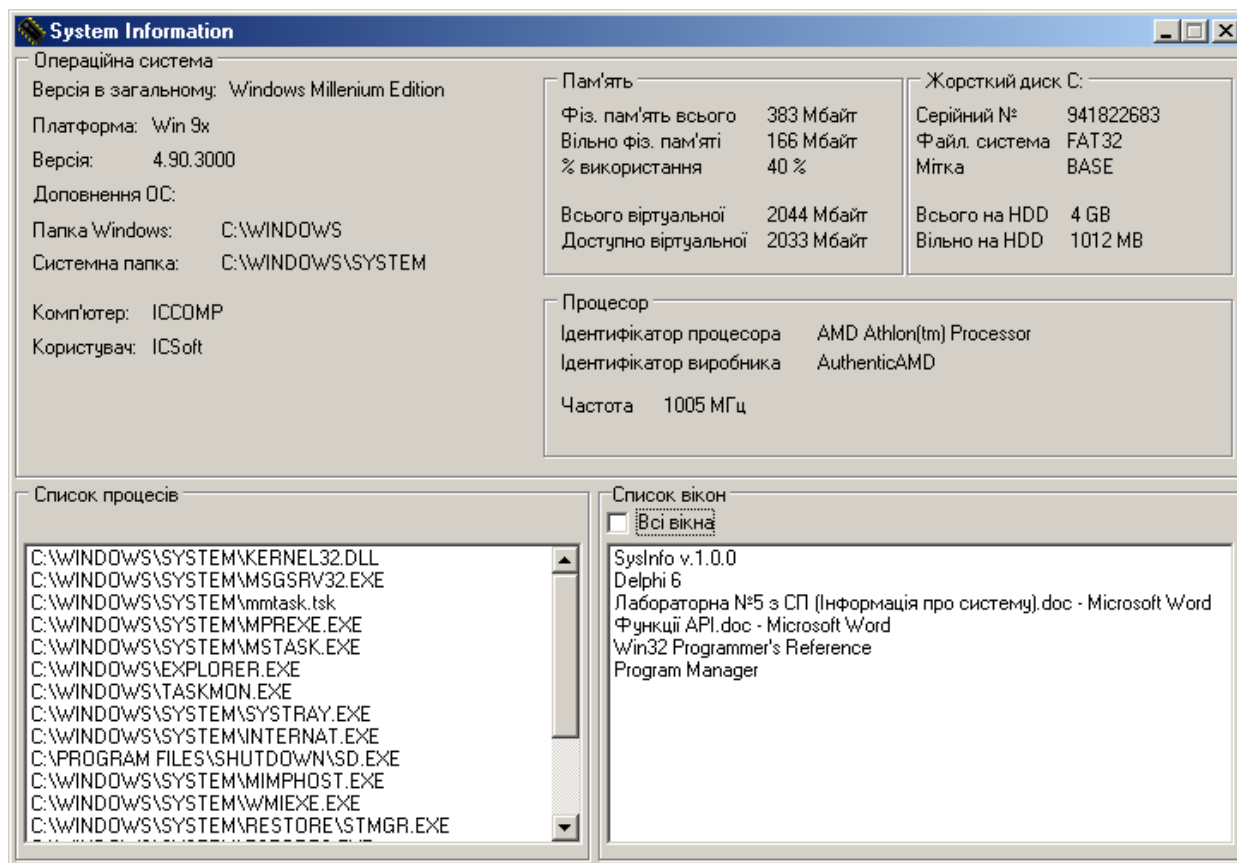 System Information
Операційна система
Версія в загальному: Windows Millenium Edition
Платформа: Win 9x
Версія: 4.90.3000
Доповнення ОС:
Папка Windows: C:\WINDOWS
Системна папка: C:\WINDOWS\SYSTEM
Комп'ютер: ICCOMP
Користувач: ICSoft
Пам'ять
Фіз. пам'ять всього 383 Мбайт
Вільно фіз. пам'яті 166 Мбайт
% використання 40 %
Всього віртуальної 2044 Мбайт
Доступно віртуальної 2033 Мбайт
Жорсткий диск C:
Серійний № 941822683
Файл. система FAT32
Мітка BASE
Всього на HDD 4 GB
Вільно на HDD 1012 MB
Процесор
Ідентифікатор процесора AMD Athlon(tm) Processor
Ідентифікатор виробника AuthenticAMD
Частота 1005 МГц
Список процесів
C:\WINDOWS\SYSTEM\KERNEL32.DLL
C:\WINDOWS\SYSTEM\MSGSRV32.EXE
C:\WINDOWS\SYSTEM\mmtask.tsk
C:\WINDOWS\SYSTEM\MPREXE.EXE
C:\WINDOWS\SYSTEM\MSTASK.EXE
C:\WINDOWS\EXPLORER.EXE
C:\WINDOWS\TASKMON.EXE
C:\WINDOWS\SYSTEM\SYSTRAY.EXE
C:\WINDOWS\SYSTEM\INTERNAT.EXE
C:\PROGRAM FILES\SHUTDOWN\SD.EXE
C:\WINDOWS\SYSTEM\MIMPHOST.EXE
C:\WINDOWS\SYSTEM\WMIEXE.EXE
C:\WINDOWS\SYSTEM\RESTORE\STMGR.EXE
Список вікон
Всі вікна
SysInfo v.1.0.0
Delphi 6
Лабораторна №5 з СП (Інформація про систему).doc - Microsoft Word
Функції API.doc - Microsoft Word
Win32 Programmer's Reference
Program Manager